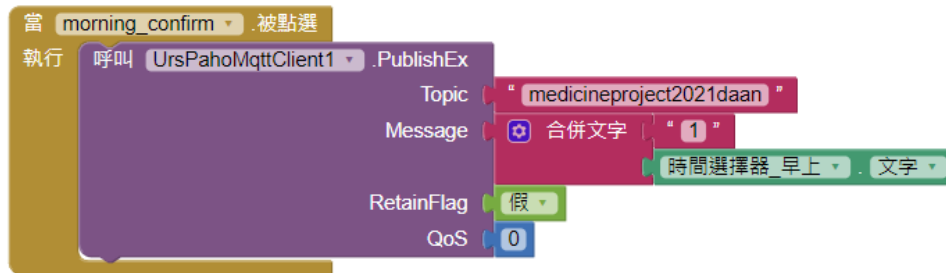 當 morning_confirm .被點選
執行 呼叫 UrsPahoMqttClient1 .PublishEx
Topic " medicineproject2021daan "
Message 合併文字 " 1 "
時間選擇器_早上 . 文字
RetainFlag 假
QoS 0